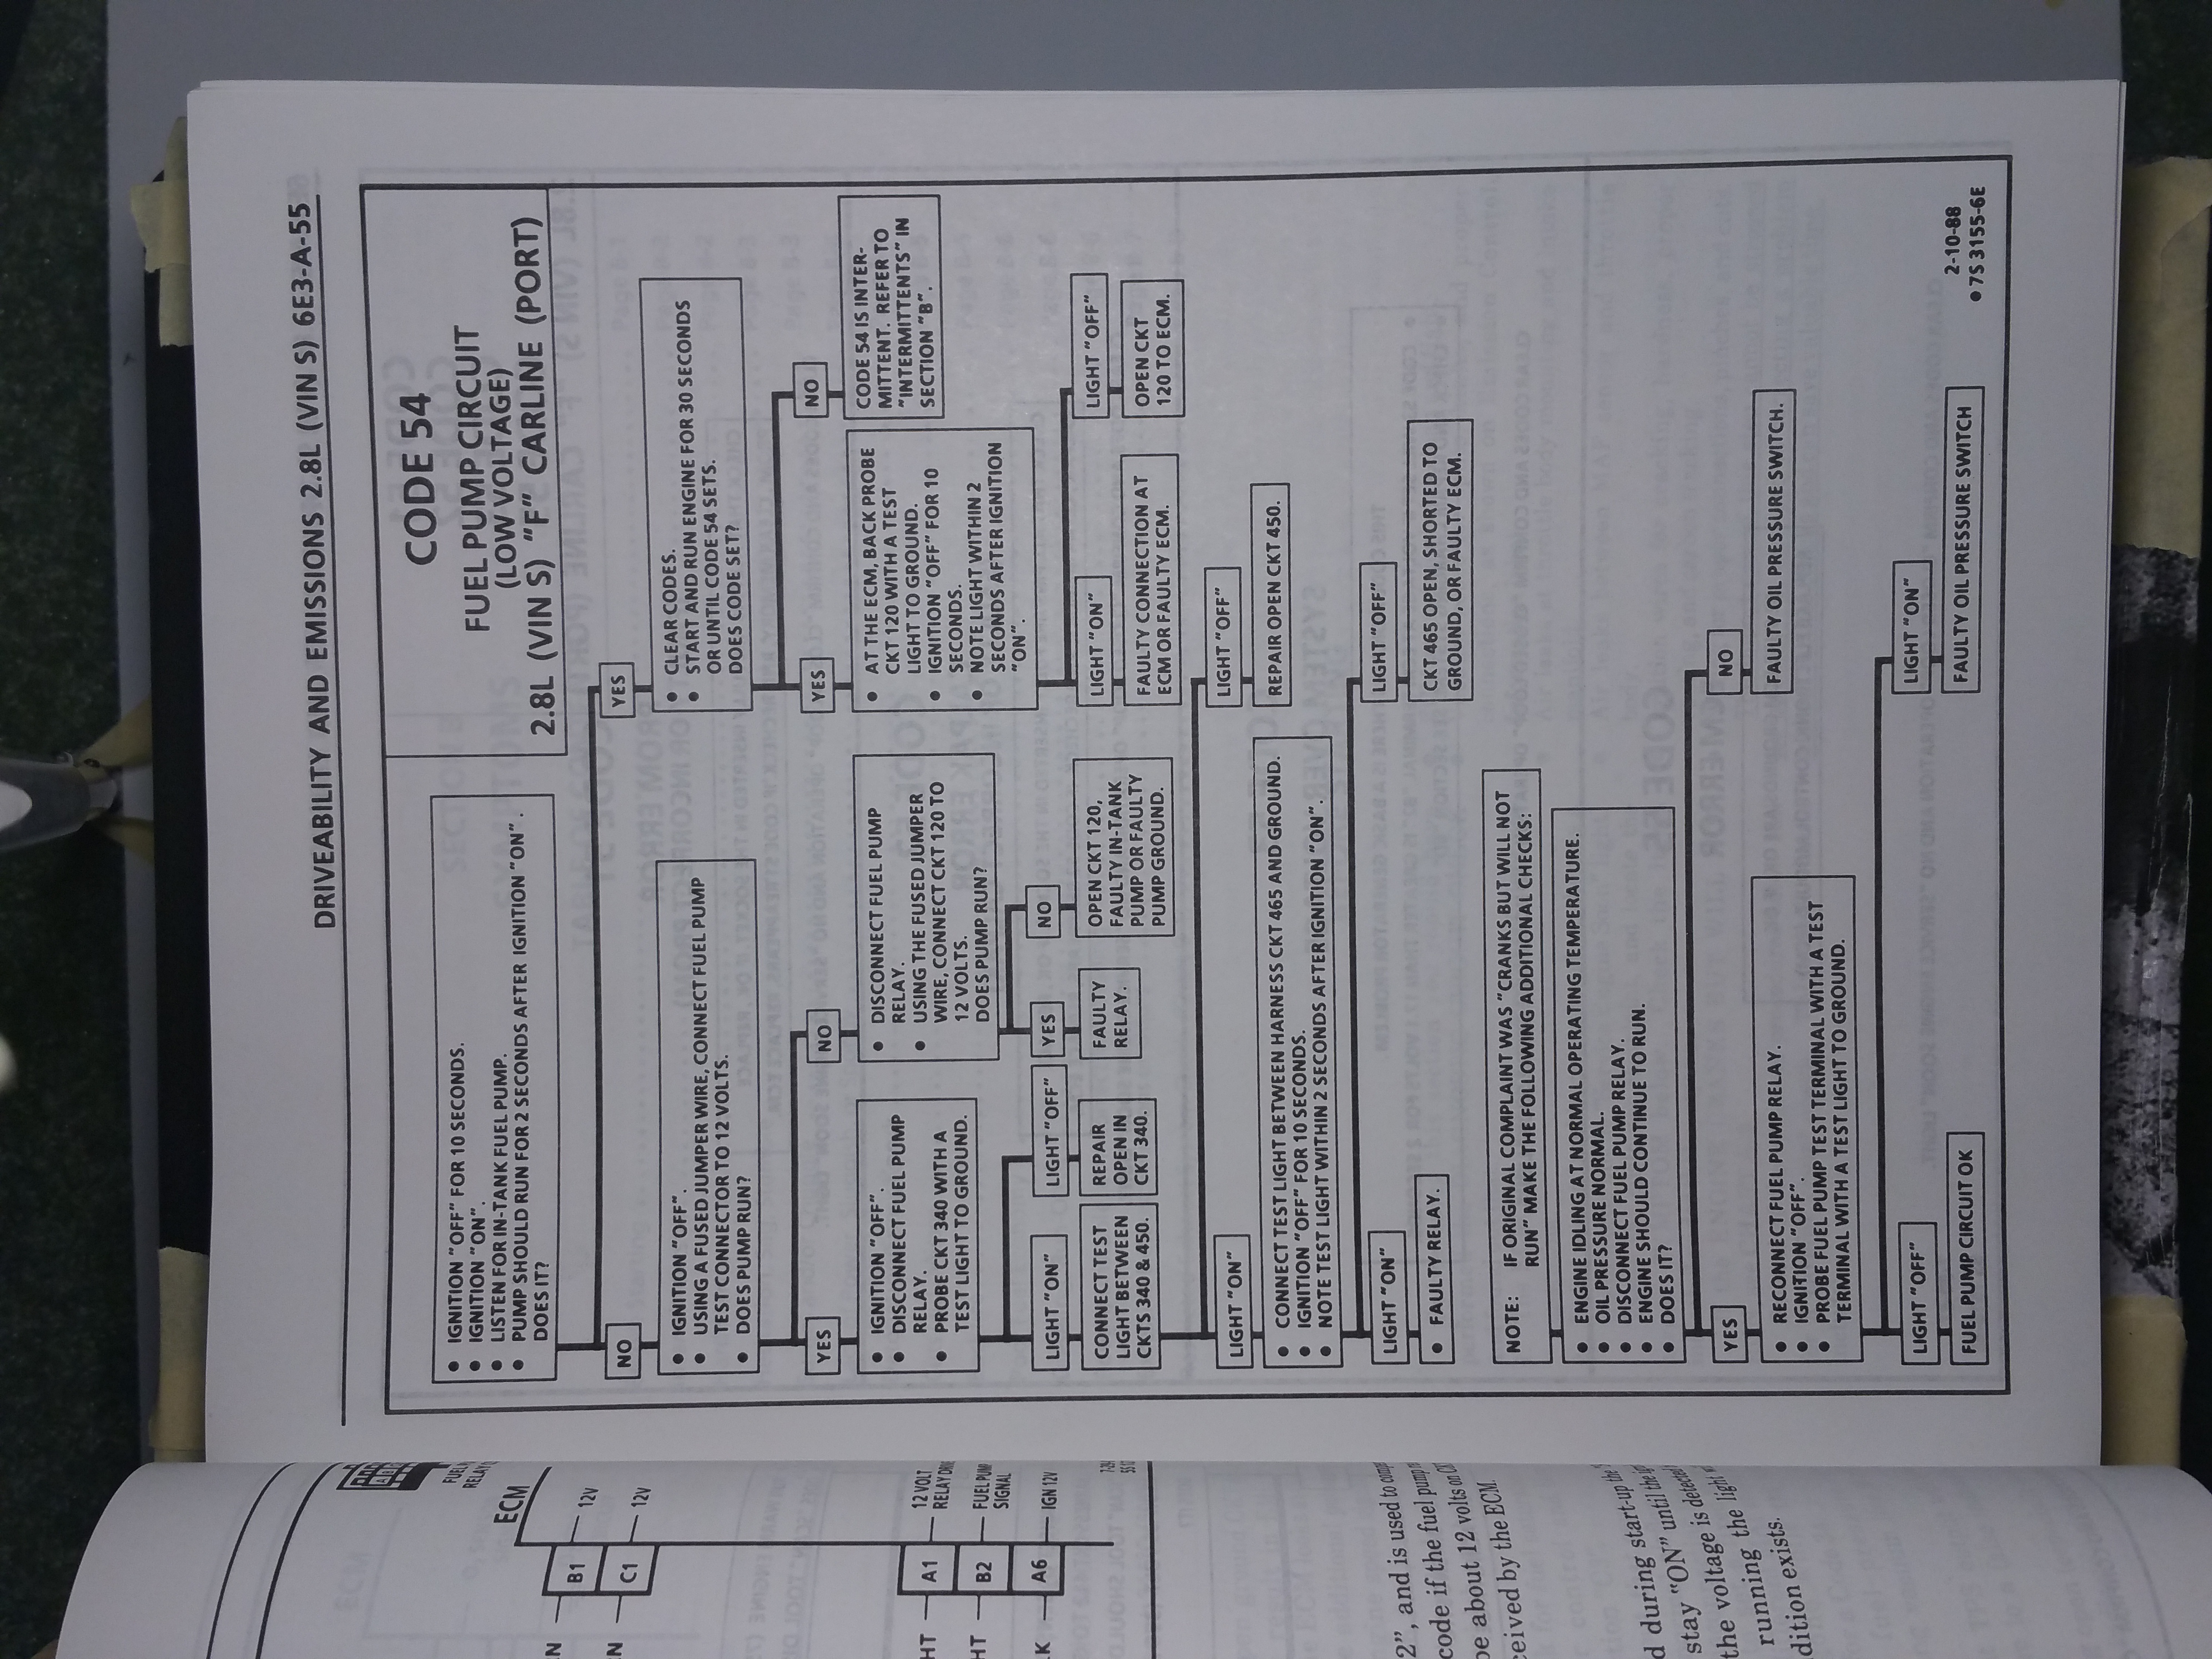 DRIVEABILITY AND EMISSIONS 2.8L (VIN S) 6E3-A-55
CODE 54
FUEL PUMP CIRCUIT
(LOW VOLTAGE)
2.8L (VIN S) "F" CARLINE (PORT)
• IGNITION "OFF" FOR 10 SECONDS.
• IGNITION "ON".
• LISTEN FOR IN-TANK FUEL PUMP.
• PUMP SHOULD RUN FOR 2 SECONDS AFTER IGNITION "ON".
DOES IT?
NO
YES
• IGNITION "OFF".
• USING A FUSED JUMPER WIRE, CONNECT FUEL PUMP
TEST CONNECTOR TO 12 VOLTS.
• DOES PUMP RUN?
• CLEAR CODES.
• START AND RUN ENGINE FOR 30 SECONDS
OR UNTIL CODE 54 SETS.
DOES CODE SET?
YES
NO
YES
NO
• IGNITION "OFF".
• DISCONNECT FUEL PUMP
RELAY.
• PROBE CKT 340 WITH A
TEST LIGHT TO GROUND.
• DISCONNECT FUEL PUMP
RELAY.
• USING THE FUSED JUMPER
WIRE, CONNECT CKT 120 TO
12 VOLTS.
DOES PUMP RUN?
• AT THE ECM, BACK PROBE
CKT 120 WITH A TEST
LIGHT TO GROUND.
• IGNITION "OFF" FOR 10
SECONDS.
• NOTE LIGHT WITHIN 2
SECONDS AFTER IGNITION
"ON".
CODE 54 IS INTER-
MITTENT. REFER TO
"INTERMITTENTS" IN
SECTION "B".
LIGHT "ON"
LIGHT "OFF"
YES
NO
LIGHT "ON"
LIGHT "OFF"
CONNECT TEST
LIGHT BETWEEN
CKTS 340 & 450.
REPAIR
OPEN IN
CKT 340.
FAULTY
RELAY.
OPEN CKT 120,
FAULTY IN-TANK
PUMP OR FAULTY
PUMP GROUND.
FAULTY CONNECTION AT
ECM OR FAULTY ECM.
OPEN CKT
120 TO ECM.
LIGHT "ON"
LIGHT "OFF"
• CONNECT TEST LIGHT BETWEEN HARNESS CKT 465 AND GROUND.
• IGNITION "OFF" FOR 10 SECONDS.
• NOTE TEST LIGHT WITHIN 2 SECONDS AFTER IGNITION "ON".
REPAIR OPEN CKT 450.
LIGHT "ON"
LIGHT "OFF"
• FAULTY RELAY.
CKT 465 OPEN, SHORTED TO
GROUND, OR FAULTY ECM.
NOTE: IF ORIGINAL COMPLAINT WAS "CRANKS BUT WILL NOT
RUN" MAKE THE FOLLOWING ADDITIONAL CHECKS:
• ENGINE IDLING AT NORMAL OPERATING TEMPERATURE.
• OIL PRESSURE NORMAL.
• DISCONNECT FUEL PUMP RELAY.
• ENGINE SHOULD CONTINUE TO RUN.
• DOES IT?
YES
NO
• RECONNECT FUEL PUMP RELAY.
• IGNITION "OFF".
• PROBE FUEL PUMP TEST TERMINAL WITH A TEST
TERMINAL WITH A TEST LIGHT TO GROUND.
FAULTY OIL PRESSURE SWITCH.
LIGHT "OFF"
LIGHT "ON"
FUEL PUMP CIRCUIT OK
FAULTY OIL PRESSURE SWITCH
2-10-88
• 7S 3155-6E
ECM
B1 12V
C1 12V
A1 12 VOLT
RELAY
B2 FUEL PUMP
SIGNAL
A6 IGN 12V
2", and is used to
code if the fuel pump
be about 12 volts on
ceived by the ECM.
d during start-up the
stay "ON" until the
the voltage is detected
running the light
dition exists.